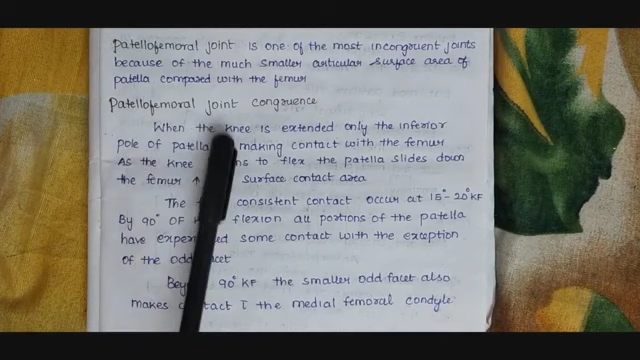 Patellofemoral joint is one of the most incongruent joints
because of the much smaller articular surface area of
patella compared with the femur
Patellofemoral joint congruence
When the knee is extended only the inferior
pole of patella making contact with the femur
As the knee to flex the patella slides down
the femur ↑ surface contact area
The consistent contact occur at 15°-20° KF
By 90° OF flexion all portions of the patella
have some contact with the exception
of the odd facet
90° KF the smaller odd facet also
makes the medial femoral condyle